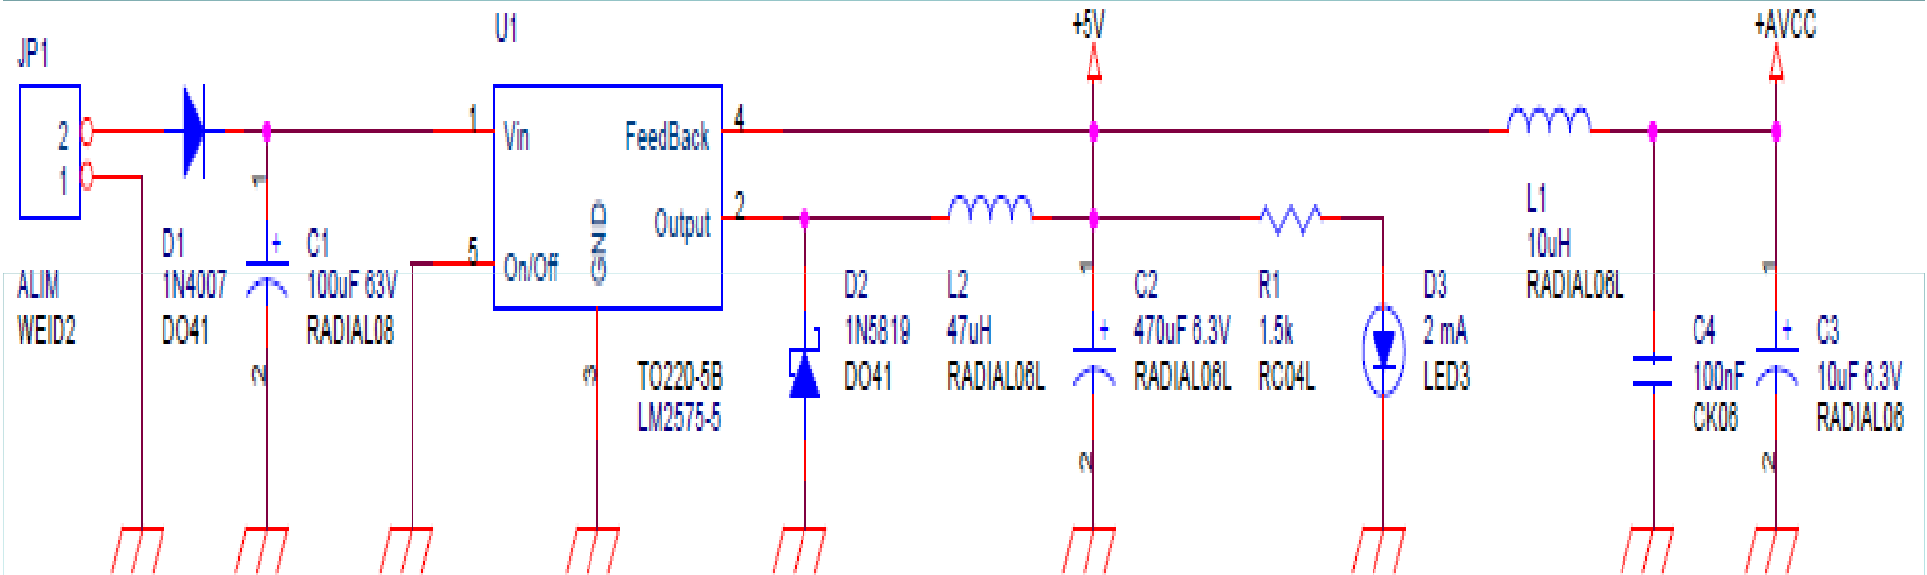 JP1
2
1
ALIM
WEID2
D1
1N4007
DO41
1
+
2
C1
100uF 63V
RADIAL08
U1
1
Vin
5
On/Off
GND
3
FeedBack
4
Output
2
TO220-5B
LM2575-5
D2
1N5819
DO41
L2
47uH
RADIAL06L
+5V
1
+
2
C2
470uF 6.3V
RADIAL06L
R1
1.5k
RC04L
D3
2 mA
LED3
L1
10uH
RADIAL06L
C4
100nF
CK06
+AVCC
1
+
2
C3
10uF 6.3V
RADIAL06